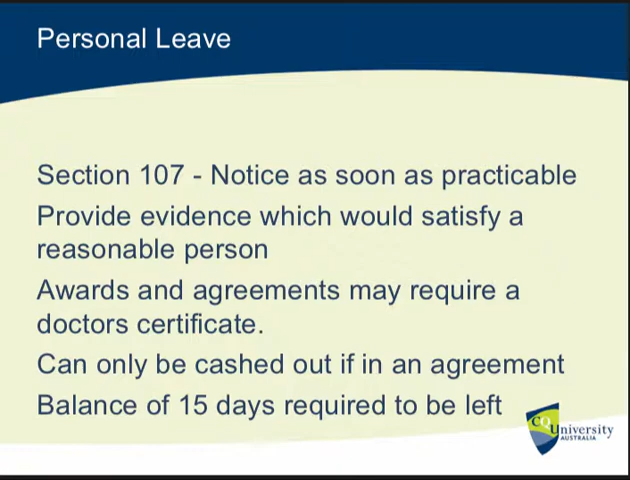 Personal Leave
Section 107 - Notice as soon as practicable
Provide evidence which would satisfy a
reasonable person
Awards and agreements may require a
doctors certificate.
Can only be cashed out if in an agreement
Balance of 15 days required to be left
CQUniversity
AUSTRALIA